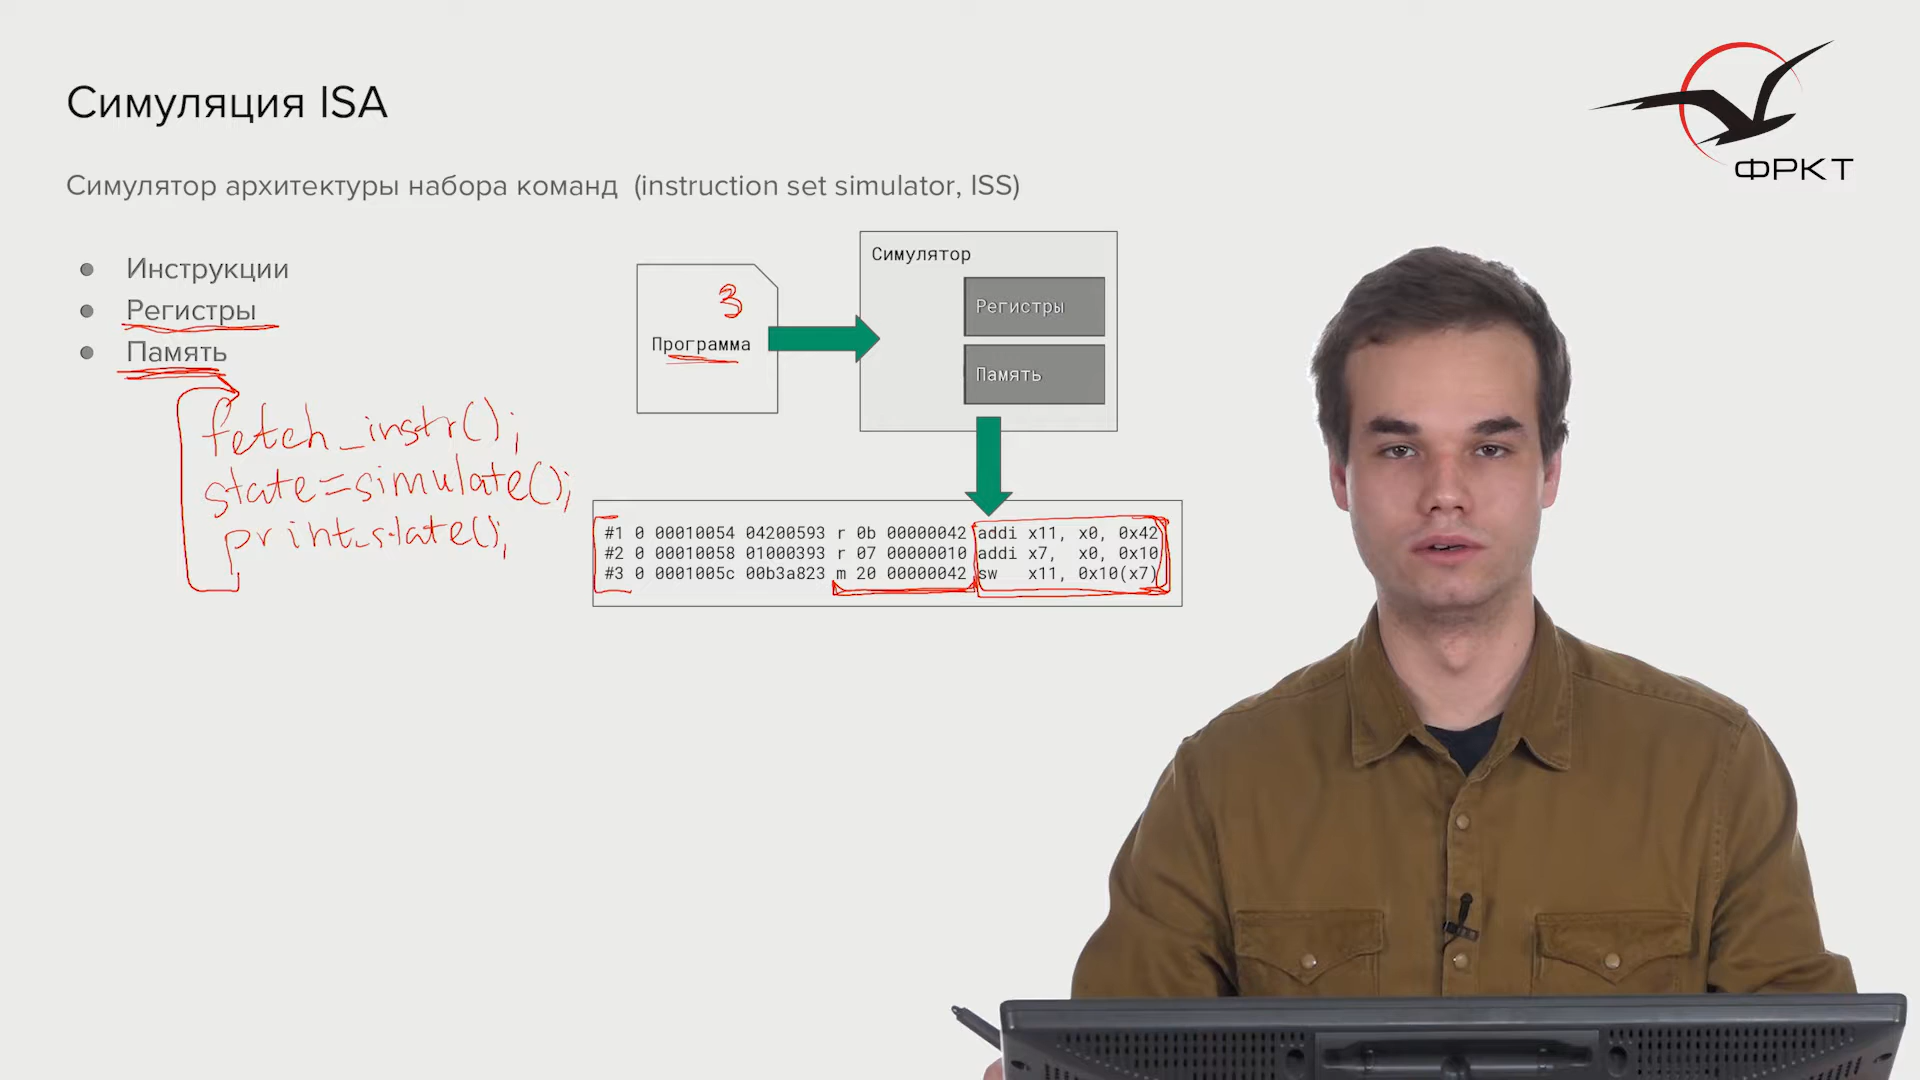 Симуляция ISA
ФРКТ
Симулятор архитектуры набора команд (instruction set simulator, ISS)
● Инструкции
● Регистры
● Память
fetch_instr();
state=simulate();
print_state();
3
Программа
Симулятор
Регистры
Память
#1 0 00010054 04200593 r 0b 00000042 addi x11, x0, 0x42
#2 0 00010058 01000393 r 07 00000010 addi x7, x0, 0x10
#3 0 0001005c 00b3a823 m 20 00000042 sw x11, 0x10(x7)